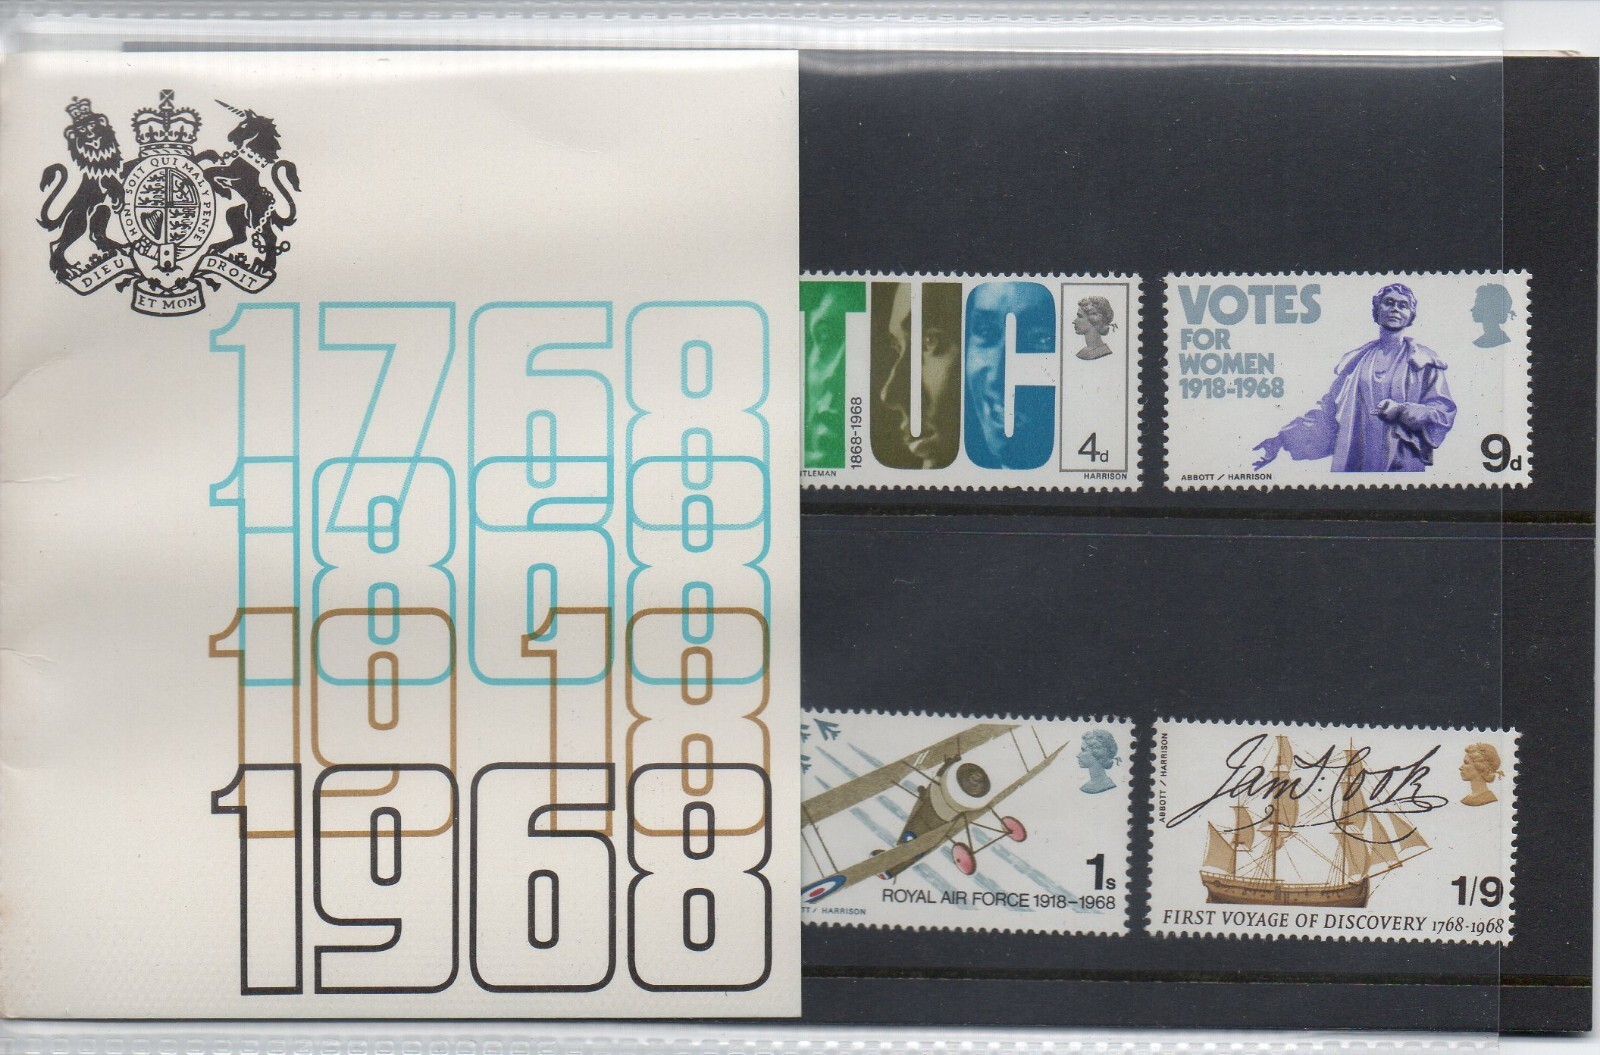 HONI SOIT QUI MAL Y PENSE
DIEU ET MON DROIT
1768
1868
1918
1968
TUC
1868-1968
4d
HARRISON
VOTES
FOR
WOMEN
1918-1968
9d
ABBOTT / HARRISON
1s
ROYAL AIR FORCE 1918-1968
HARRISON
ABBOTT / HARRISON
Jam^s: Cook
1/9
FIRST VOYAGE OF DISCOVERY 1768-1968